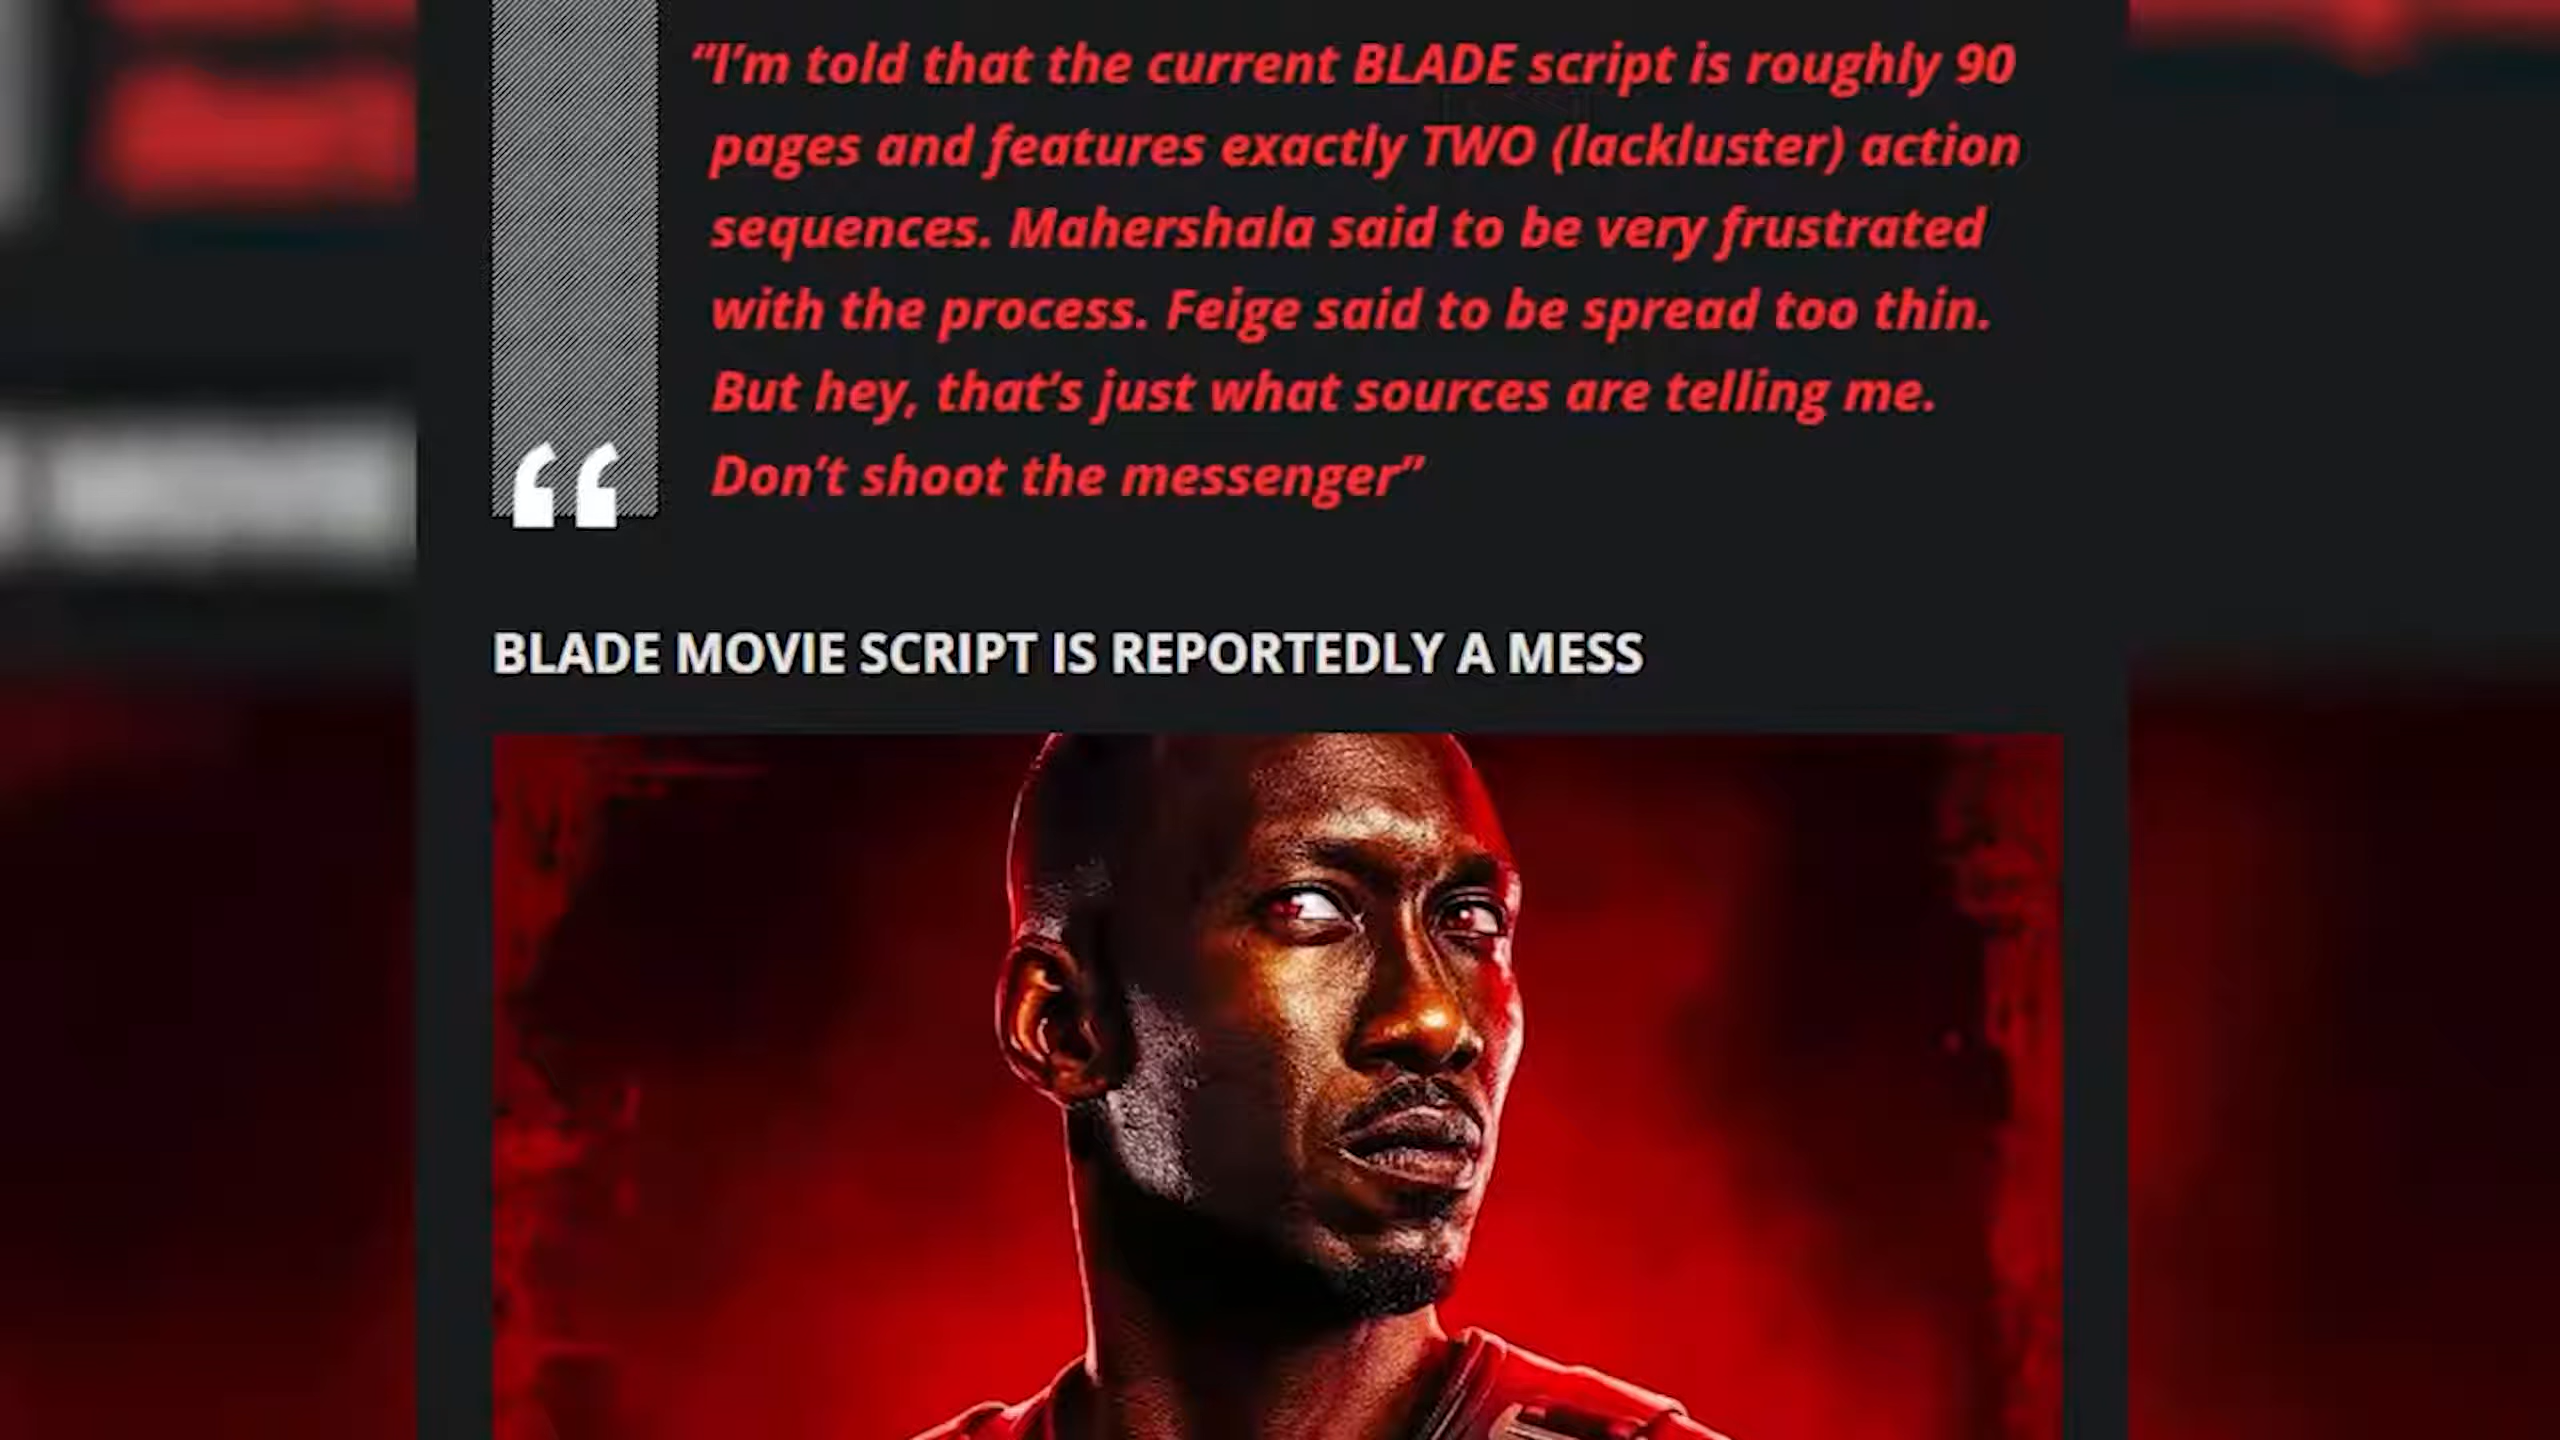 “I’m told that the current BLADE script is roughly 90
pages and features exactly TWO (lackluster) action
sequences. Mahershala said to be very frustrated
with the process. Feige said to be spread too thin.
But hey, that’s just what sources are telling me.
Don’t shoot the messenger”
BLADE MOVIE SCRIPT IS REPORTEDLY A MESS